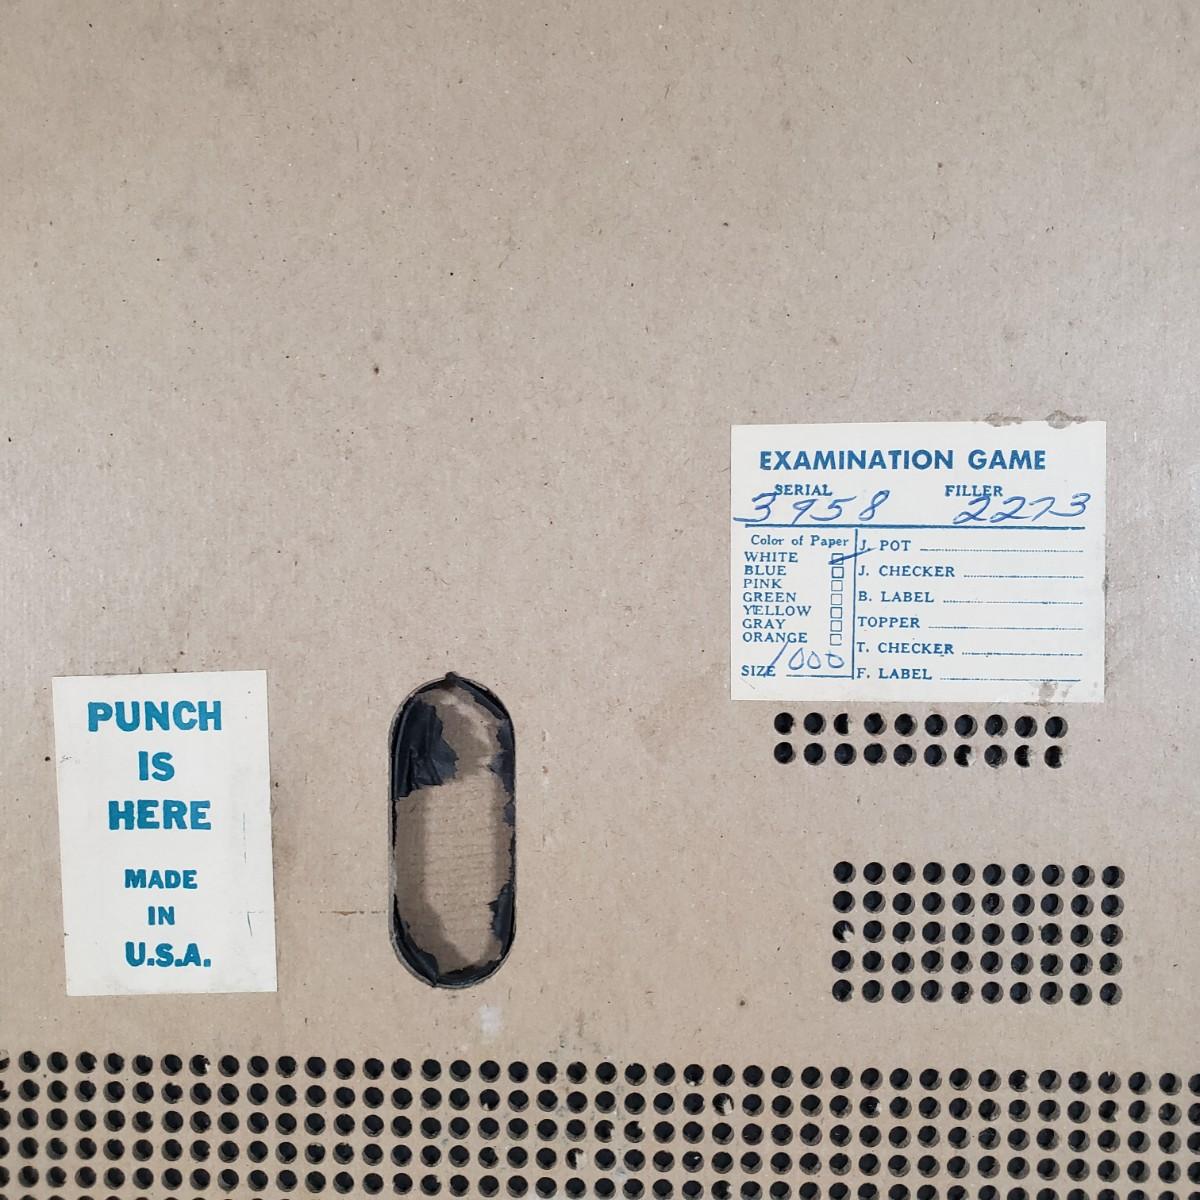 EXAMINATION GAME
SERIAL FILLER
3958 2273
Color of Paper
WHITE
BLUE
PINK
GREEN
YELLOW
GRAY
ORANGE
SIZE 1000
J. POT
J. CHECKER
B. LABEL
TOPPER
T. CHECKER
F. LABEL
PUNCH
IS
HERE
MADE
IN
U.S.A.